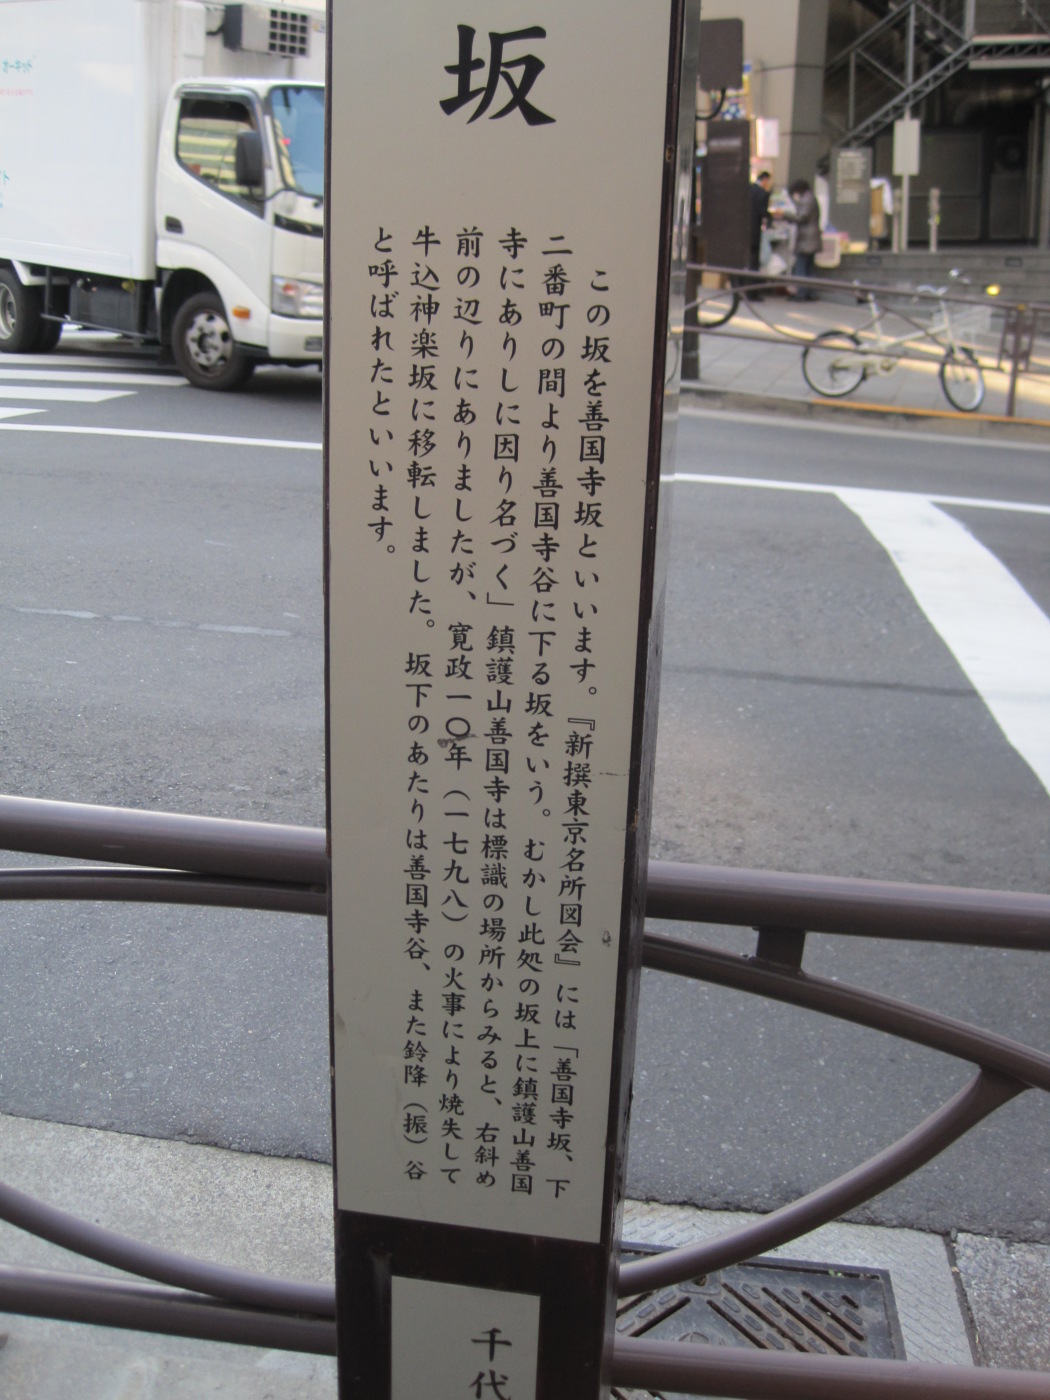 坂
この坂を善国寺坂といいます。『新撰東京名所図会』には「善国寺坂、下
二番町の間より善国寺谷に下る坂をいう。むかし此処の坂上に鎮護山善国
寺にありしに因り名づく」鎮護山善国寺は標識の場所からみると、右斜め
前の辺りにありましたが、寛政一〇年（一七九八）の火事により焼失して
牛込神楽坂に移転しました。坂下のあたりは善国寺谷、また鈴降（振）谷
と呼ばれたといいます。
千代